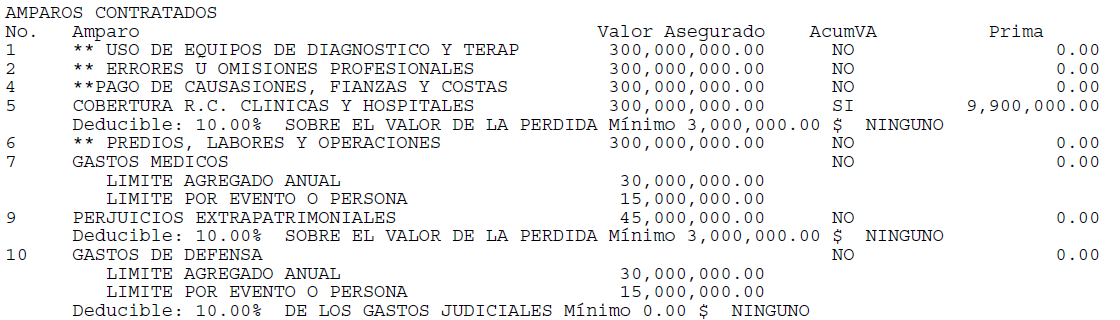 AMPAROS CONTRATADOS
No. Amparo Valor Asegurado AcumVA Prima
1 ** USO DE EQUIPOS DE DIAGNOSTICO Y TERAP 300,000,000.00 NO 0.00
2 ** ERRORES U OMISIONES PROFESIONALES 300,000,000.00 NO 0.00
4 **PAGO DE CAUSASIONES, FIANZAS Y COSTAS 300,000,000.00 NO 0.00
5 COBERTURA R.C. CLINICAS Y HOSPITALES 300,000,000.00 SI 9,900,000.00
Deducible: 10.00% SOBRE EL VALOR DE LA PERDIDA Mínimo 3,000,000.00 $ NINGUNO
6 ** PREDIOS, LABORES Y OPERACIONES 300,000,000.00 NO 0.00
7 GASTOS MEDICOS NO 0.00
LIMITE AGREGADO ANUAL 30,000,000.00
LIMITE POR EVENTO O PERSONA 15,000,000.00
9 PERJUICIOS EXTRAPATRIMONIALES 45,000,000.00 NO 0.00
Deducible: 10.00% SOBRE EL VALOR DE LA PERDIDA Mínimo 3,000,000.00 $ NINGUNO
10 GASTOS DE DEFENSA NO 0.00
LIMITE AGREGADO ANUAL 30,000,000.00
LIMITE POR EVENTO O PERSONA 15,000,000.00
Deducible: 10.00% DE LOS GASTOS JUDICIALES Mínimo 0.00 $ NINGUNO